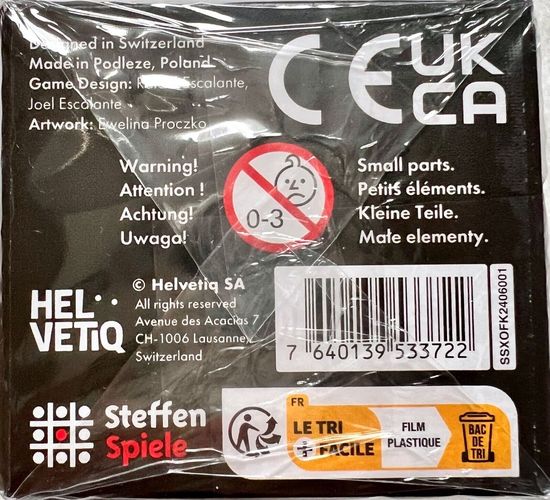 Designed in Switzerland
Made in Podleze, Poland
Game Design: Escalante,
Joel Escalante
Artwork: Ewelina Proczko
CE UK
CA
Warning!
Attention !
Achtung!
Uwaga!
0-3
Small parts.
Petits éléments.
Kleine Teile.
Małe elementy.
HEL
VETIQ
© Helvetiq SA
All rights reserved
Avenue des Acacias 7
CH-1006 Lausanne,
Switzerland
7 640139 533722
SSXOFK2406001
Steffen
Spiele
FR
LE TRI
+ FACILE
FILM
PLASTIQUE
BAC
DE
TRI